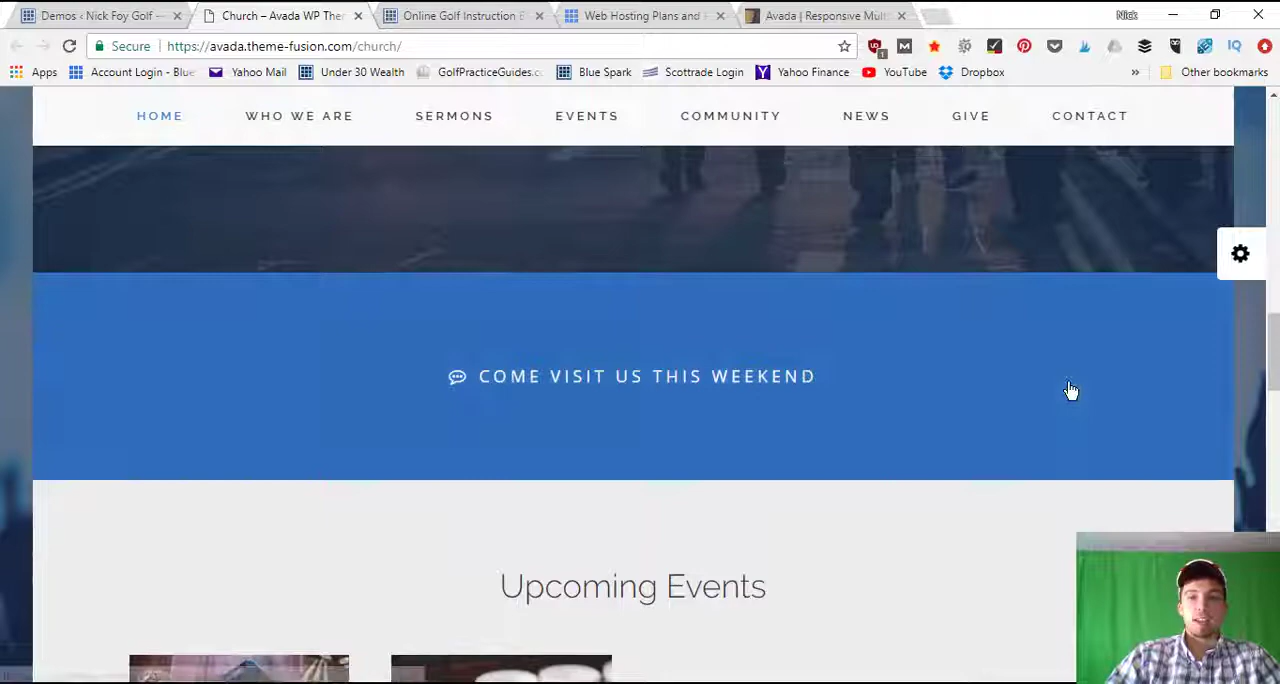 Demos ‹ Nick Foy Golf —
Church – Avada WP The
Online Golf Instruction E
Web Hosting Plans and
Avada | Responsive Mult
Nick
Secure
https://avada.theme-fusion.com/church/
Apps
Account Login - Blue
Yahoo Mail
Under 30 Wealth
GolfPracticeGuides.c
Blue Spark
Scottrade Login
Yahoo Finance
YouTube
Dropbox
»
Other bookmarks
HOME
WHO WE ARE
SERMONS
EVENTS
COMMUNITY
NEWS
GIVE
CONTACT
COME VISIT US THIS WEEKEND
Upcoming Events